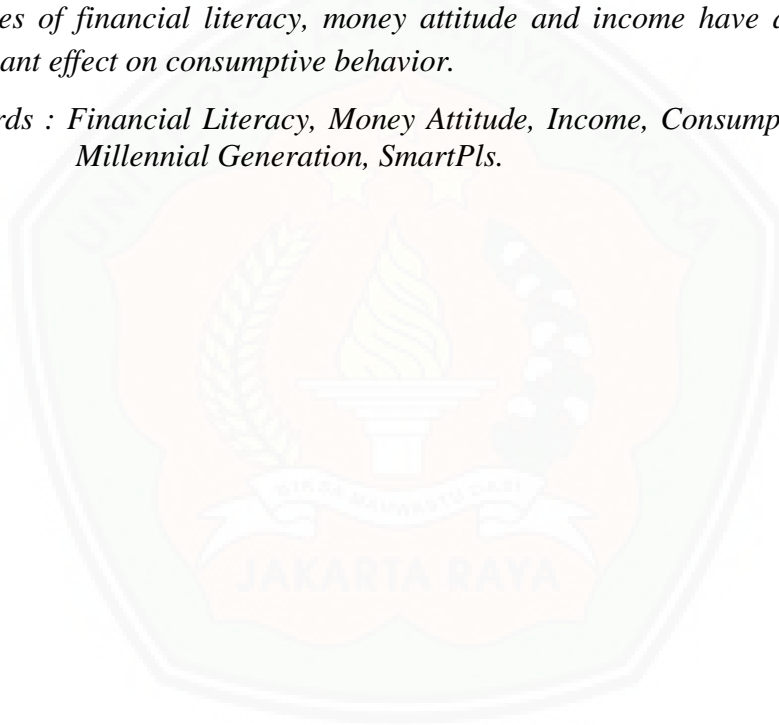 es of financial literacy, money attitude and income have a
ant effect on consumptive behavior.
rds : Financial Literacy, Money Attitude, Income, Consump
Millennial Generation, SmartPls.
BHAYANGKARA
JAKARTA RAYA